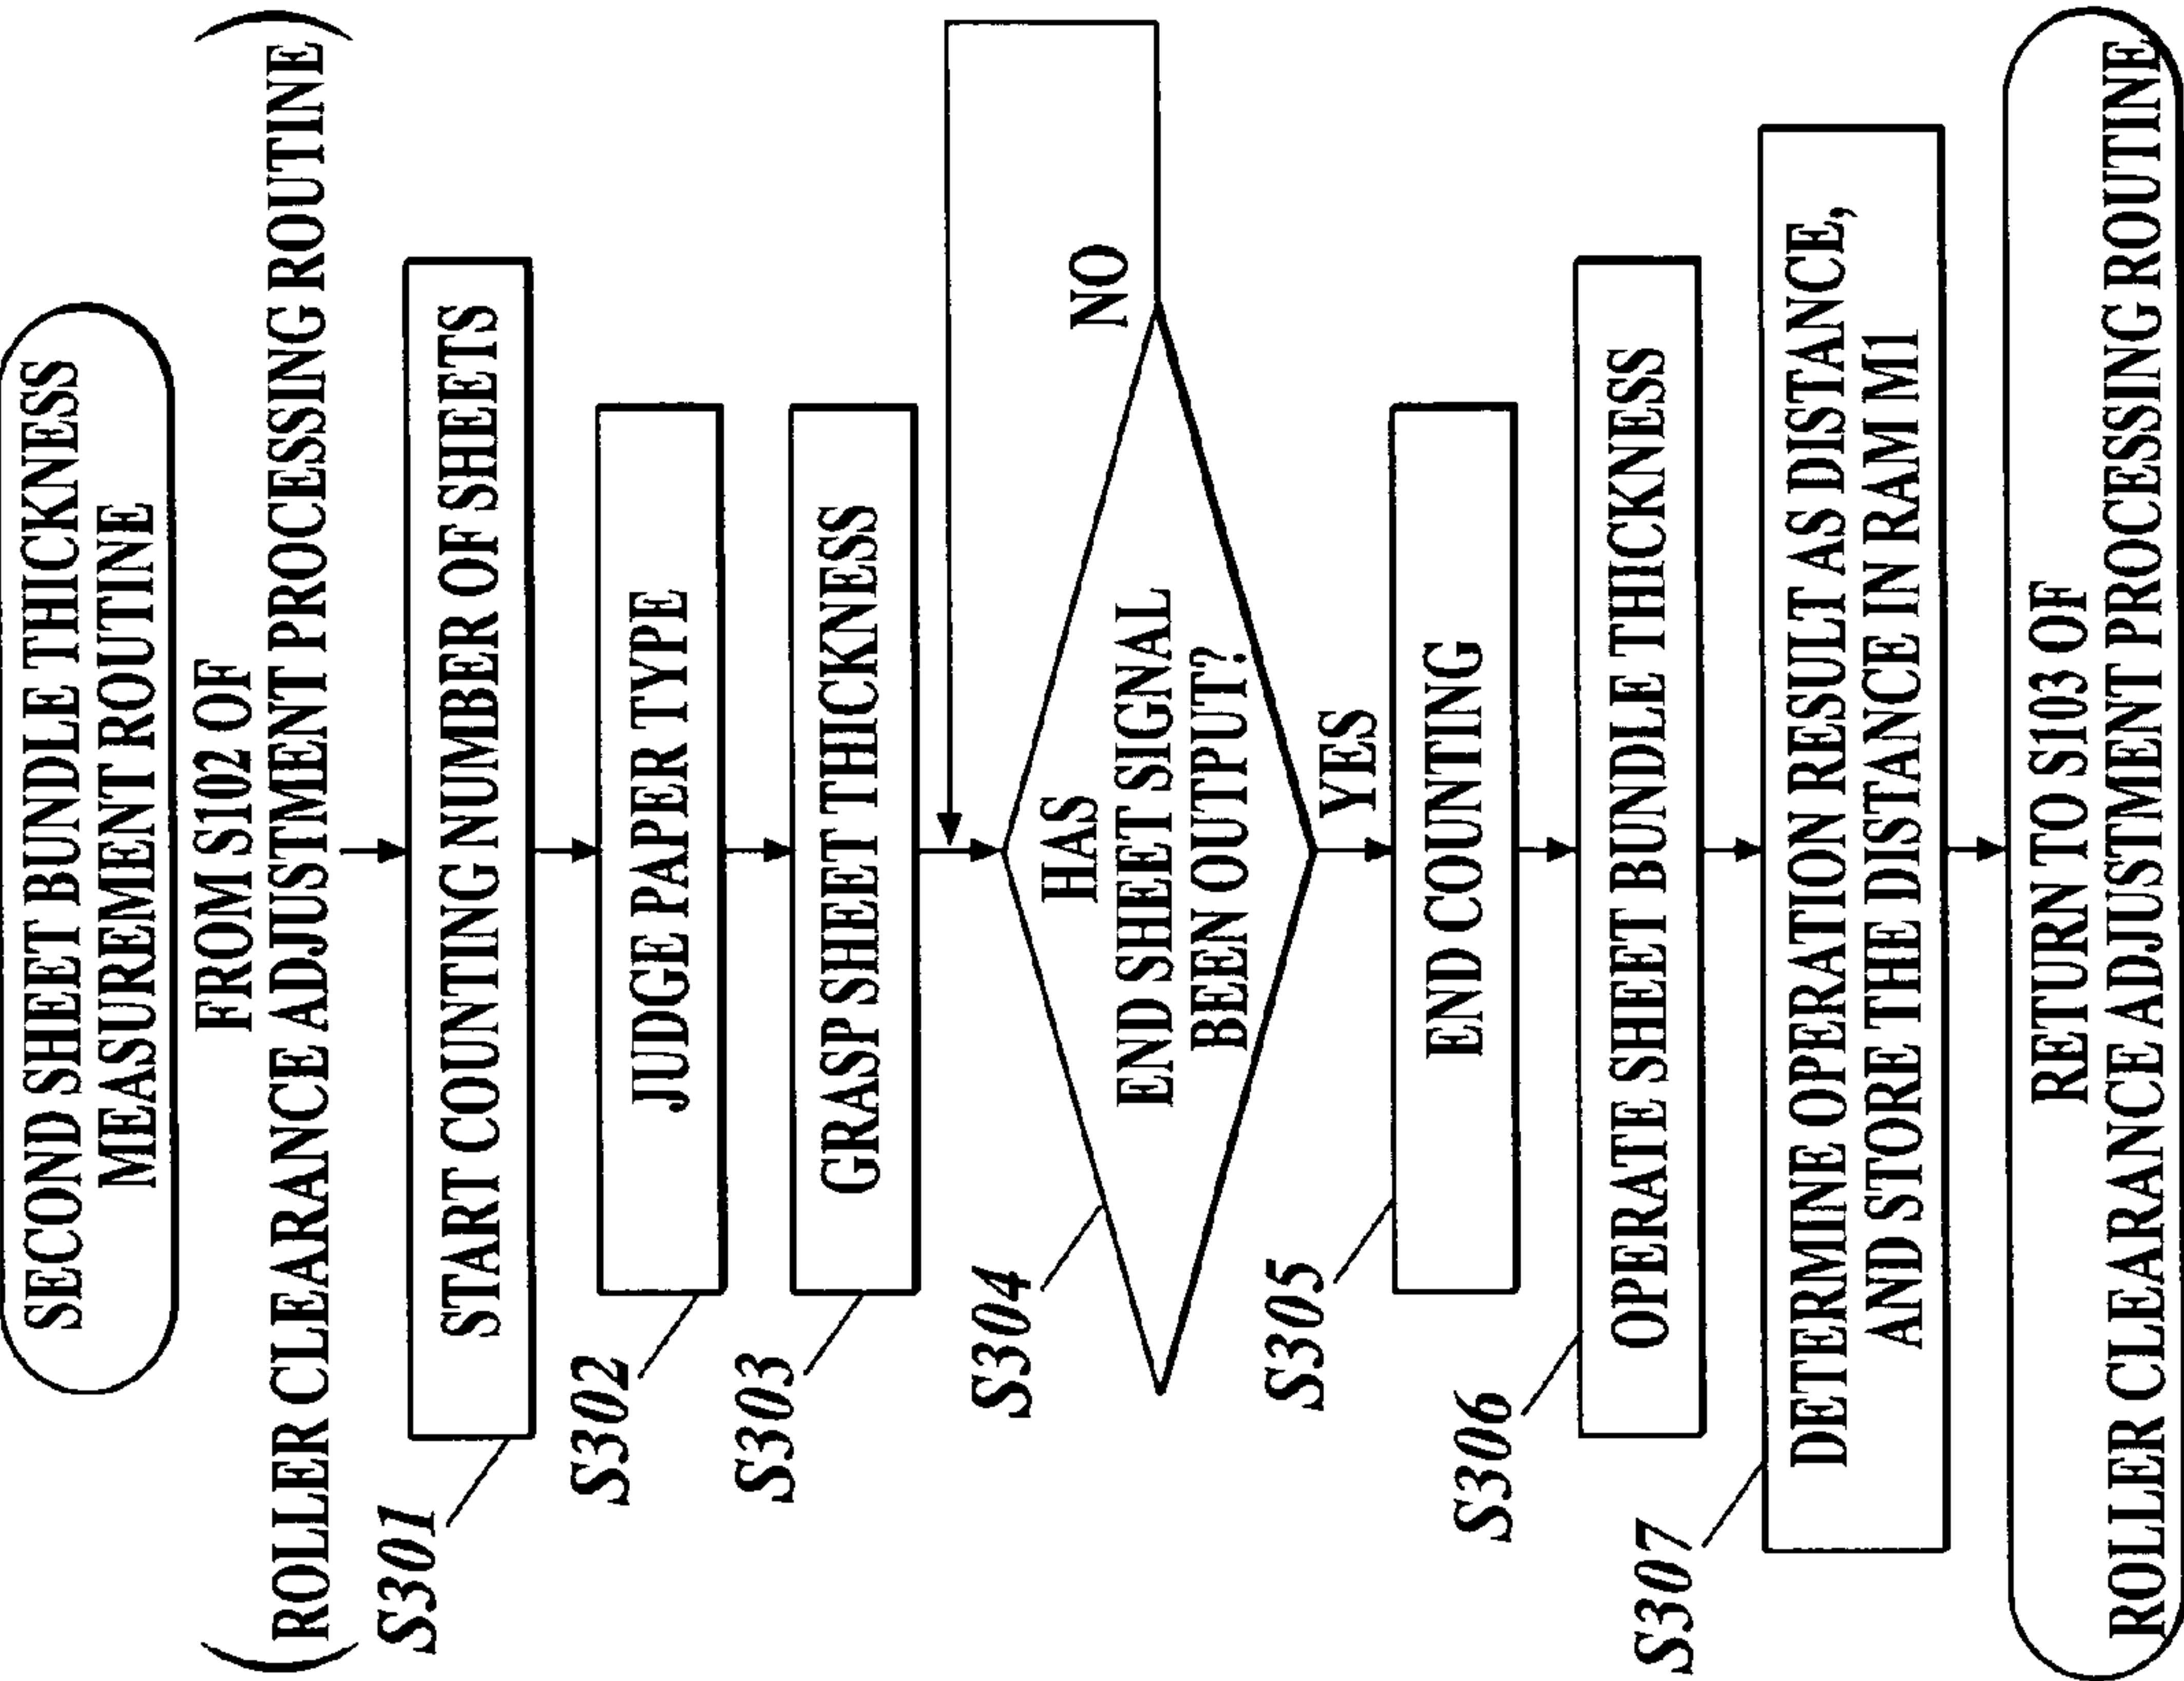 SECOND SHEET BUNDLE THICKNESS
MEASUREMENT ROUTINE
FROM S102 OF
(ROLLER CLEARANCE ADJUSTMENT PROCESSING ROUTINE)
S301
START COUNTING NUMBER OF SHEETS
S302
JUDGE PAPER TYPE
S303
GRASP SHEET THICKNESS
S304
HAS
END SHEET SIGNAL
BEEN OUTPUT?
NO
YES
S305
END COUNTING
S306
OPERATE SHEET BUNDLE THICKNESS
S307
DETERMINE OPERATION RESULT AS DISTANCE,
AND STORE THE DISTANCE IN RAM M1
RETURN TO S103 OF
ROLLER CLEARANCE ADJUSTMENT PROCESSING ROUTINE